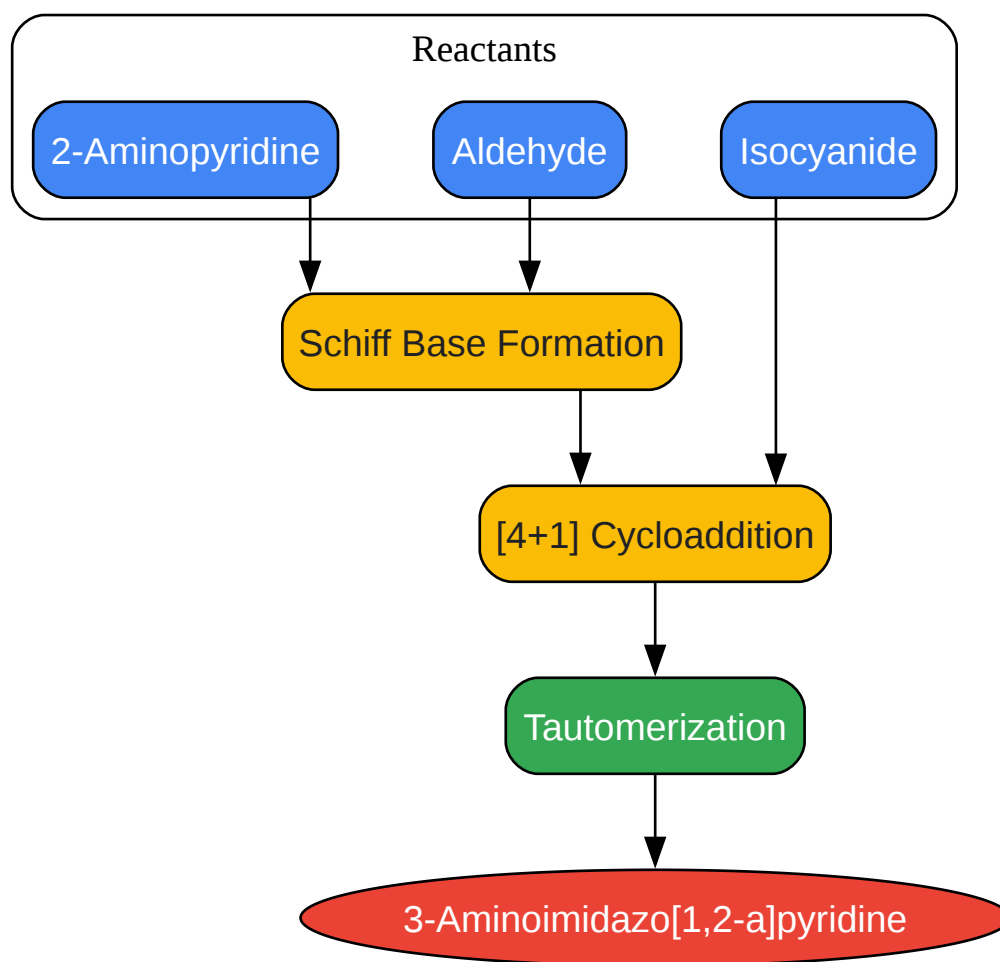 Reactants
2-Aminopyridine
Aldehyde
Isocyanide
Schiff Base Formation
[4+1] Cycloaddition
Tautomerization
3-Aminoimidazo[1,2-a]pyridine